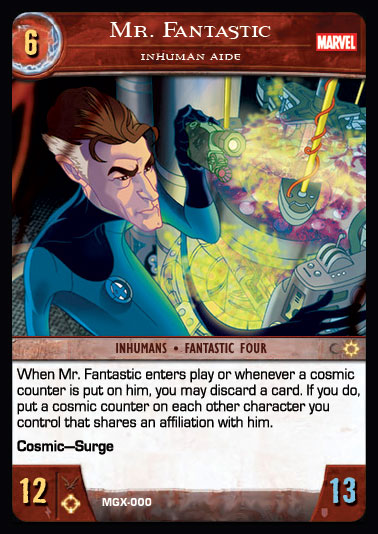 6
Mr. Fantastic
Inhuman Aide
MARVEL
INHUMANS • FANTASTIC FOUR
C
When Mr. Fantastic enters play or whenever a cosmic
counter is put on him, you may discard a card. If you do,
put a cosmic counter on each other character you
control that shares an affiliation with him.
Cosmic—Surge
12
MGX-000
13